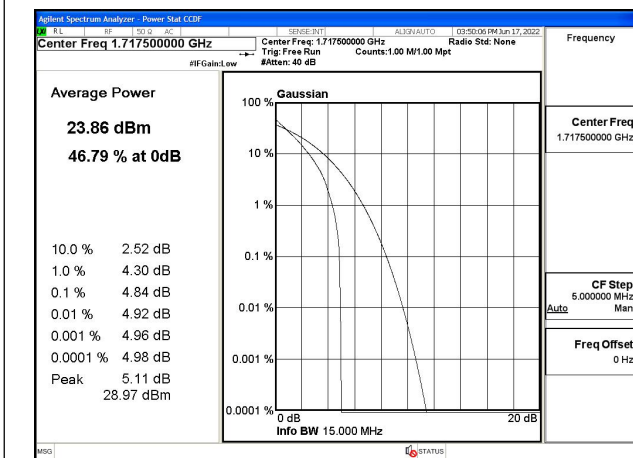 Agilent Spectrum Analyzer - Power Stat CCDF
LXI RL RF 50 Ω AC SENSE:INT ALIGN AUTO 03:50:06 PM Jun 17, 2022
Center Freq 1.717500000 GHz
Center Freq: 1.717500000 GHz Radio Std: None
Trig: Free Run Counts:1.00 M/1.00 Mpt
#IFGain:Low #Atten: 40 dB
Frequency
Average Power
23.86 dBm
46.79 % at 0dB
10.0 % 2.52 dB
1.0 % 4.30 dB
0.1 % 4.84 dB
0.01 % 4.92 dB
0.001 % 4.96 dB
0.0001 % 4.98 dB
Peak 5.11 dB
28.97 dBm
Gaussian
100 %
10 %
1 %
0.1 %
0.01 %
0.001 %
0.0001 %
0 dB 20 dB
Info BW 15.000 MHz
Center Freq
1.717500000 GHz
CF Step
5.000000 MHz
Auto Man
Freq Offset
0 Hz
MSG STATUS